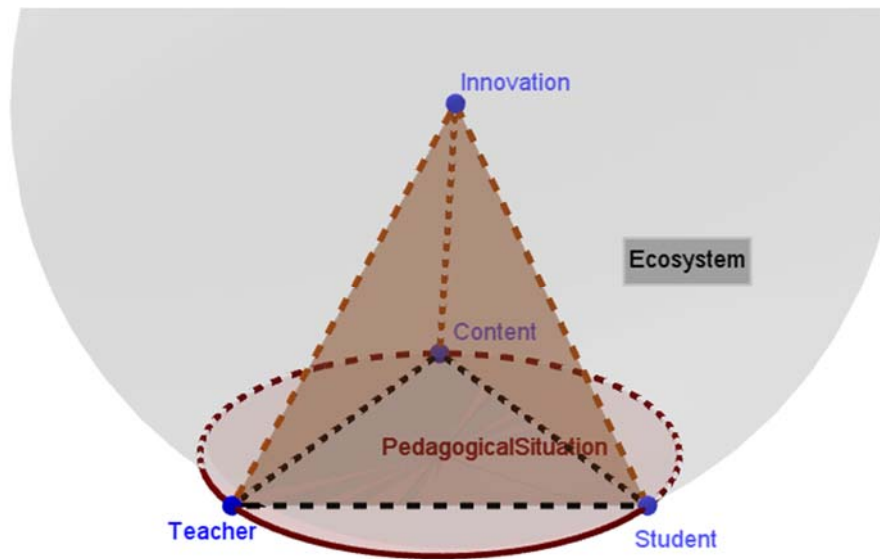 Innovation
Ecosystem
Content
PedagogicalSituation
Teacher
Student